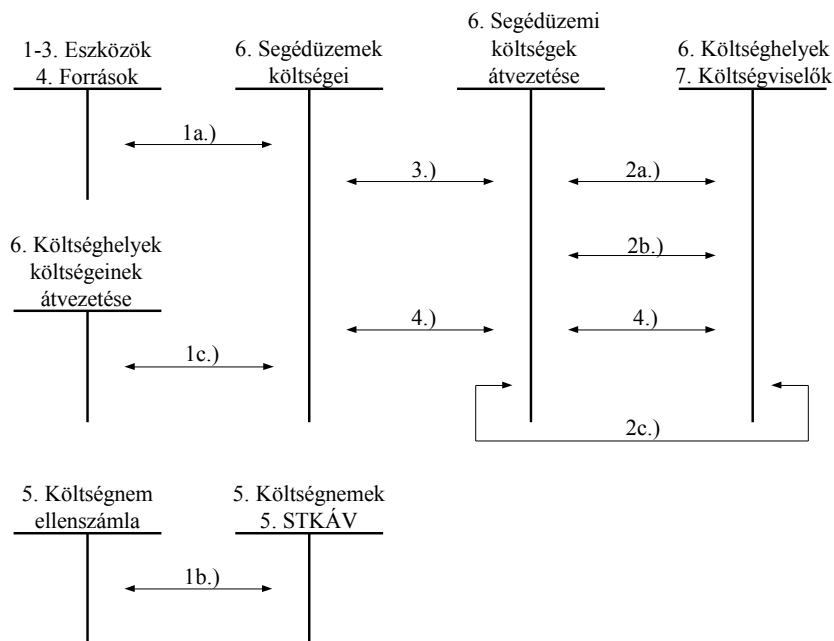 1-3. Eszközök
4. Források
6. Segédüzemek
költségei
6. Segédüzemi
költségek
átvezetése
6. Költséghelyek
7. Költségviselők
1a.)
3.)
2a.)
6. Költséghelyek
költségeinek
átvezetése
2b.)
4.)
4.)
1c.)
2c.)
5. Költségnem
ellenszámla
5. Költségnemek
5. STKÁV
1b.)